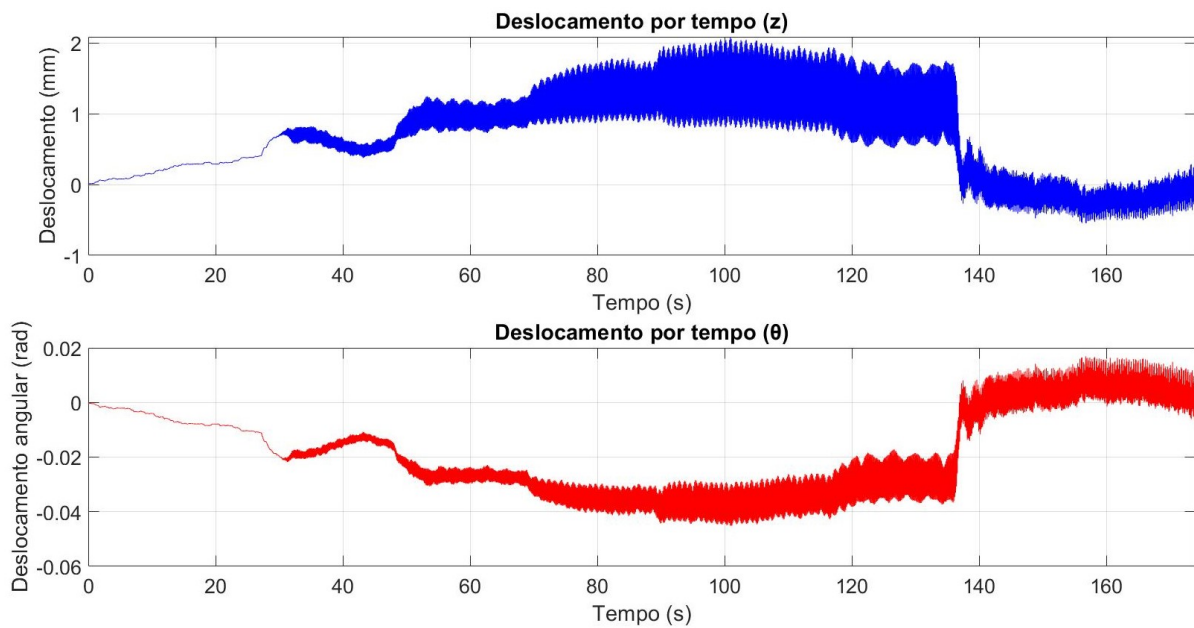 Deslocamento por tempo (z)
Deslocamento (mm)
2
1
0
-1
0 20 40 60 80 100 120 140 160
Tempo (s)
Deslocamento por tempo (θ)
Deslocamento angular (rad)
0.02
0
-0.02
-0.04
-0.06
0 20 40 60 80 100 120 140 160
Tempo (s)